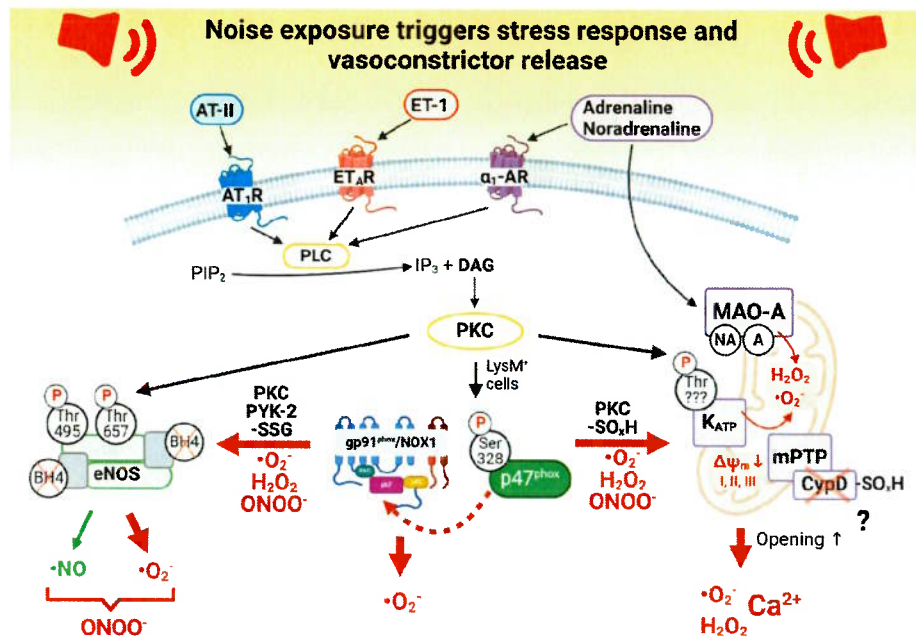 Noise exposure triggers stress response and
vasoconstrictor release
AT-II
ET-1
Adrenaline
Noradrenaline
AT₁R
ET_AR
α₁-AR
PLC
PIP₂
IP₃ + DAG
PKC
LysM⁺
cells
MAO-A
NA
A
H₂O₂
•O₂⁻
P
Thr
???
K_ATP
Δψₘ ↓
I, II, III
mPTP
CypD
-SOₓH
?
Opening ↑
•O₂⁻
H₂O₂
Ca²⁺
P
Thr
495
P
Thr
657
BH4
BH4
eNOS
•NO
•O₂⁻
ONOO⁻
PKC
PYK-2
-SSG
•O₂⁻
H₂O₂
ONOO⁻
gp91ᵖʰᵒˣ/NOX1
P
Ser
328
p47ᵖʰᵒˣ
•O₂⁻
PKC
-SOₓH
•O₂⁻
H₂O₂
ONOO⁻